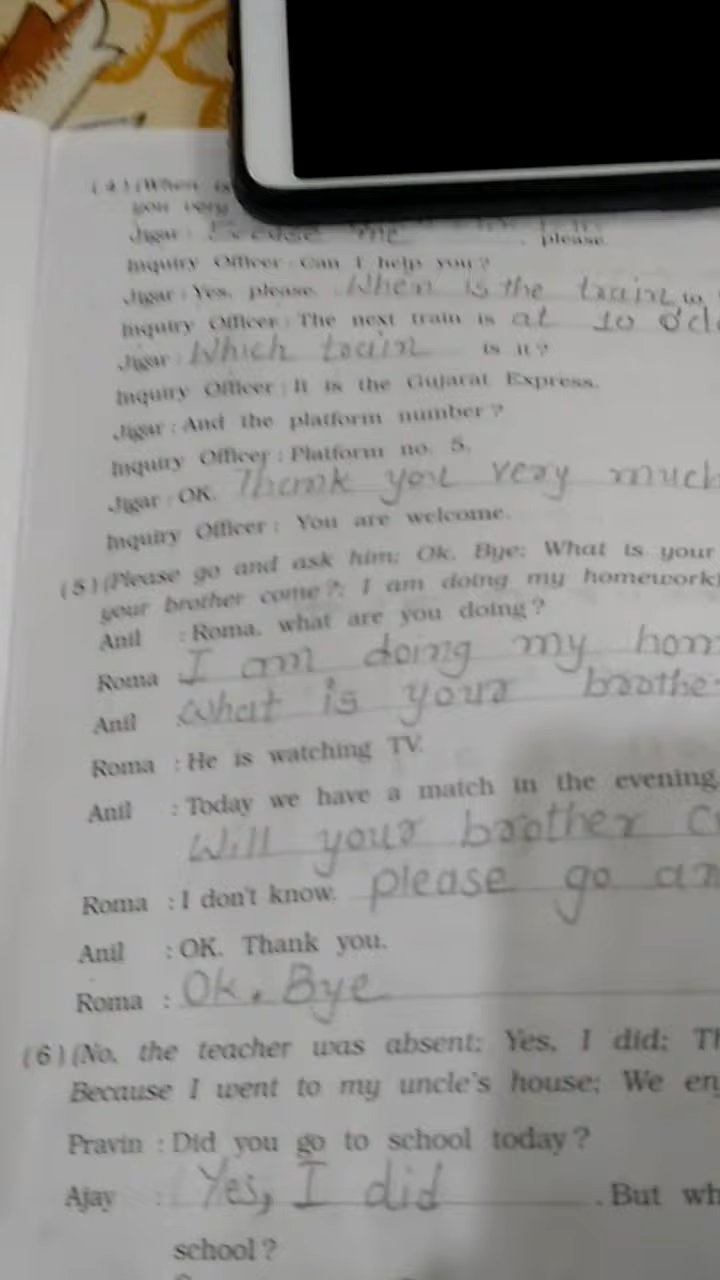 (4) (When is
you very
Jigar : Excuse me please
Inquiry Officer : Can I help you?
Jigar : Yes, please. When is the train
Inquiry Officer : The next train is at 10 o'clo
Jigar : Which train is it?
Inquiry Officer : It is the Gujarat Express.
Jigar : And the platform number?
Inquiry Officer : Platform no. 5.
Jigar : OK. Thank you very much
Inquiry Officer : You are welcome.
(5) (Please go and ask him; Ok. Bye; What is your
your brother come?; I am doing my homework)
Anil : Roma, what are you doing?
Roma I am doing my hom
Anil What is your brothe
Roma : He is watching TV.
Anil : Today we have a match in the evening.
Will your brother c
Roma : I don't know. please go an
Anil : OK. Thank you.
Roma : Ok. Bye
(6) (No, the teacher was absent; Yes, I did; Th
Because I went to my uncle's house; We en
Pravin : Did you go to school today?
Ajay : Yes, I did . But wh
school?